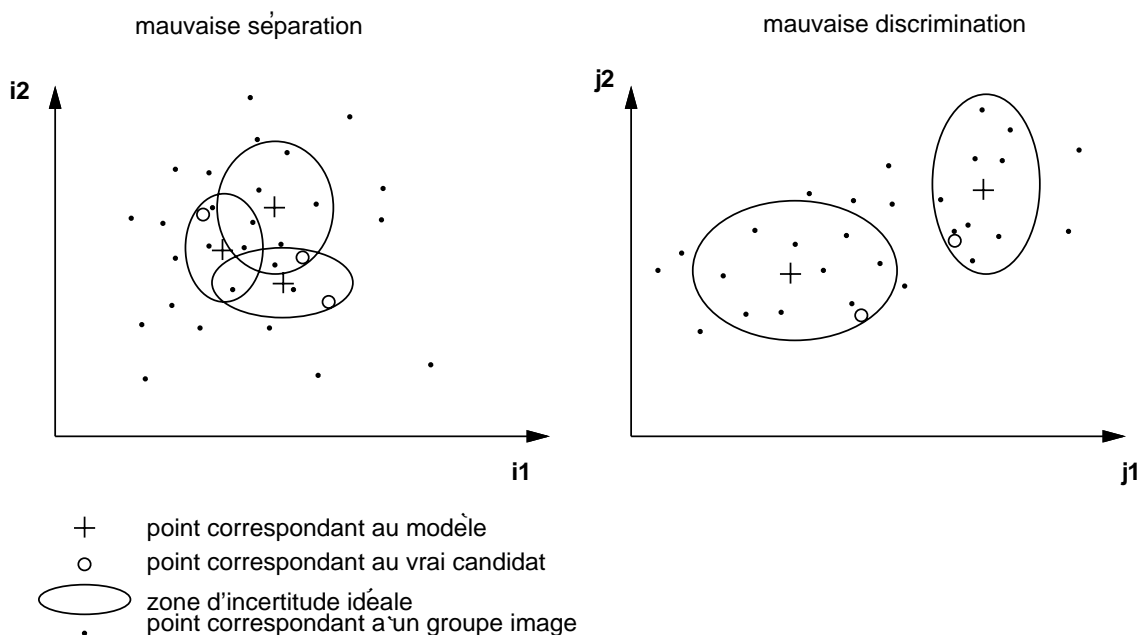 mauvaise séparation
mauvaise discrimination
i2
j2
i1
j1
point correspondant au modèle
point correspondant au vrai candidat
zone d'incertitude idéale
point correspondant à un groupe image